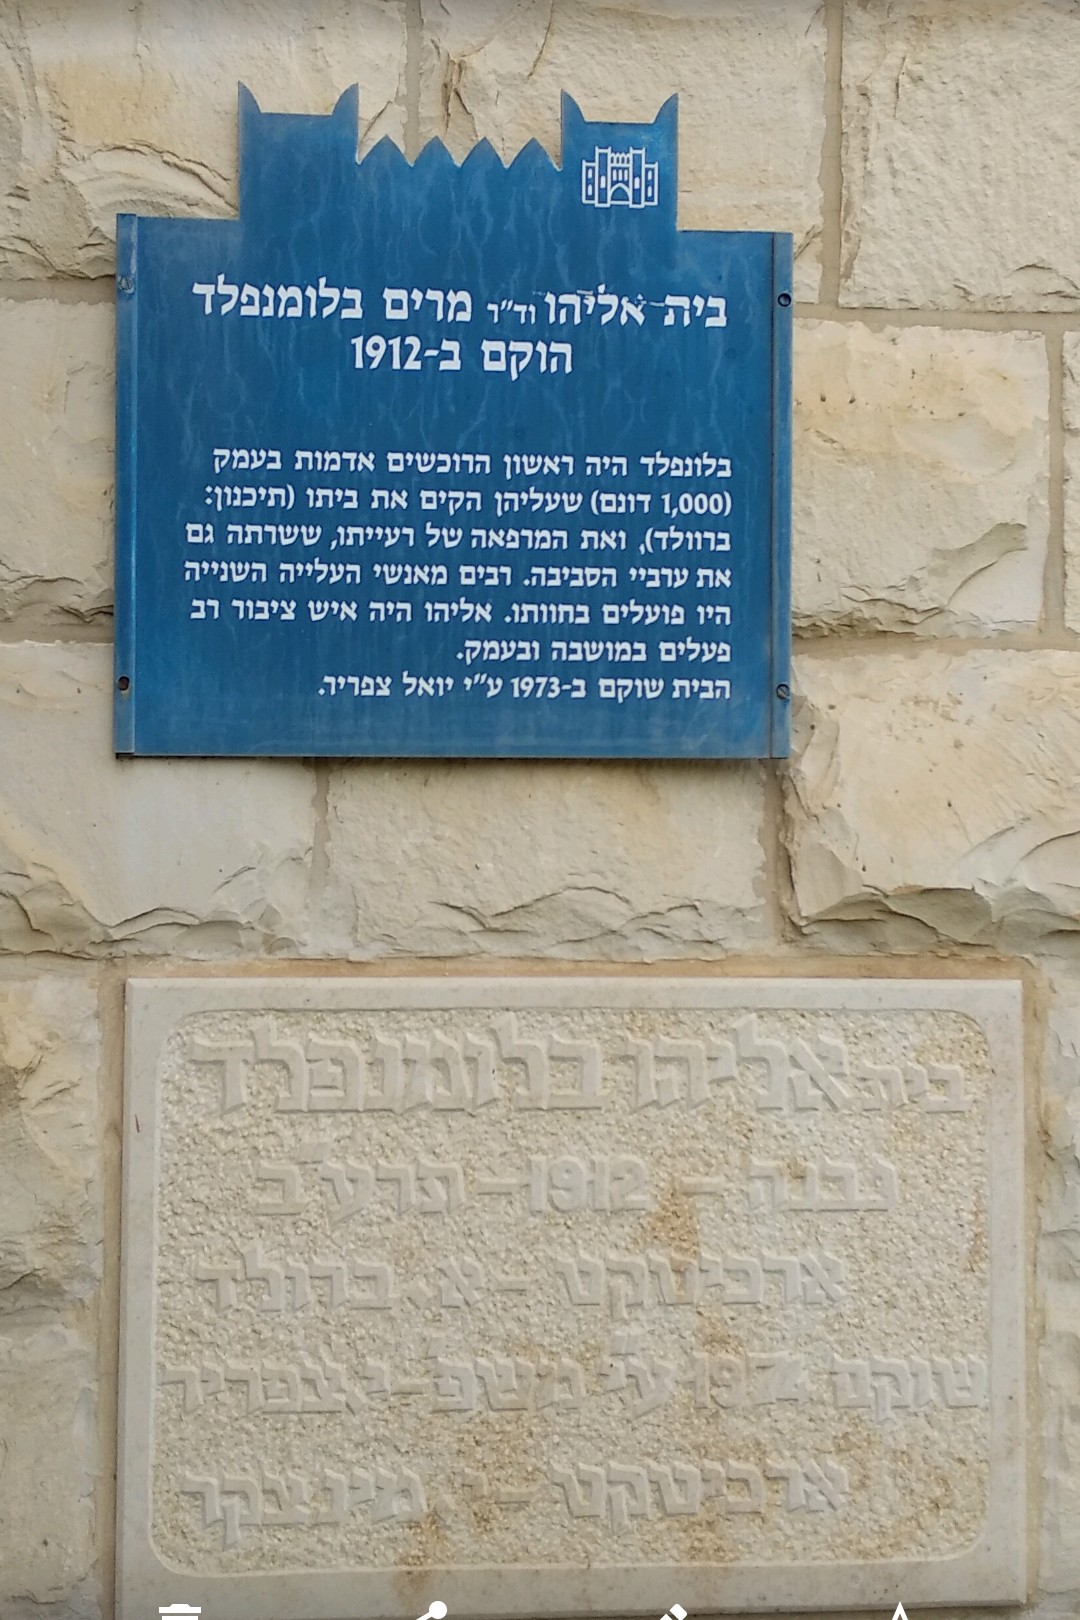 בית אליהו וד"ר מרים בלומנפלד
הוקם ב-1912
בלונפלד היה ראשון הרוכשים אדמות בעמק
(1,000 דונם) שעליהן הקים את ביתו (תיכנון:
ברוולד), ואת המרפאה של רעייתו, ששרתה גם
את ערביי הסביבה. רבים מאנשי העלייה השנייה
היו פועלים בחוותו. אליהו היה איש ציבור רב
פעלים במושבה ובעמק.
הבית שוקם ב-1973 ע"י יואל צפריר.
בית אליהו בלומנפלד
נבנה - 1912 - תרע"ב
ארכיטקט - א. ברולד
שוקם 1974 ע"י משפ' - י. צפריר
ארכיטקט - י. מינצקר